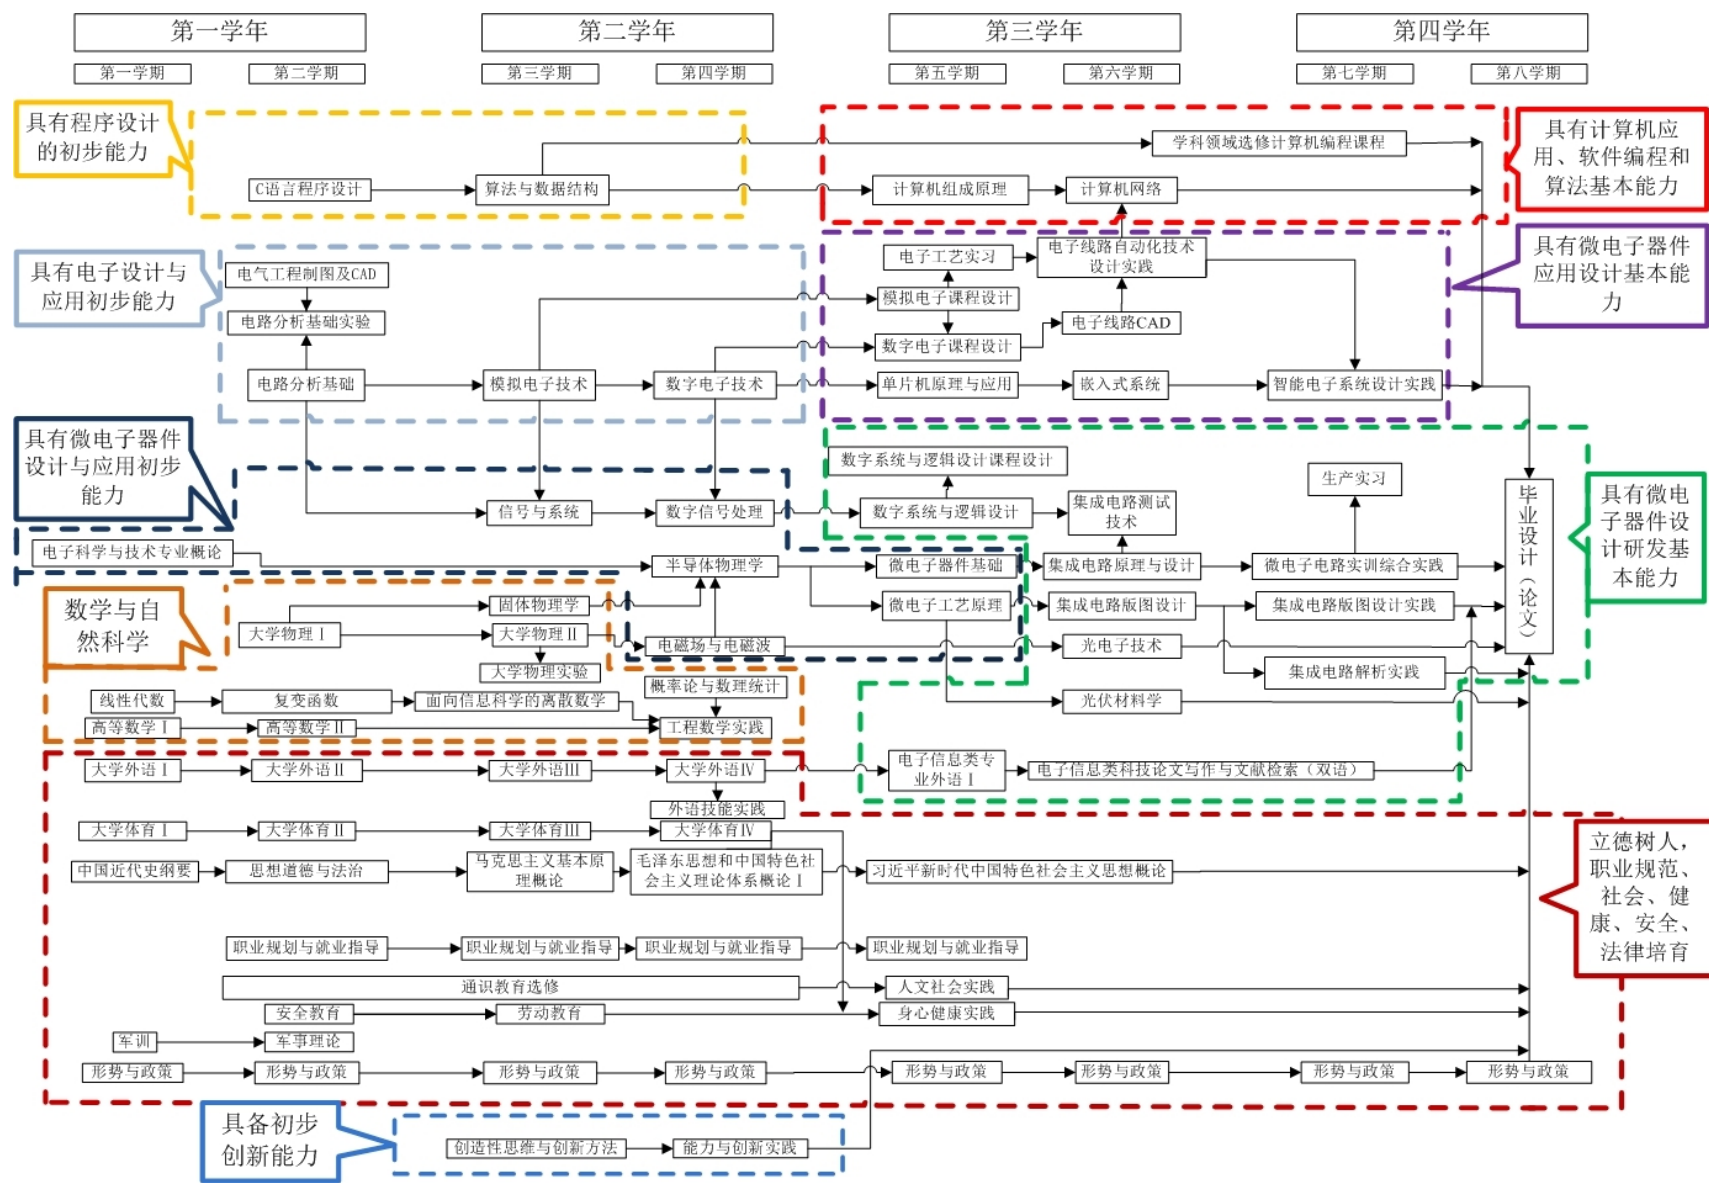 第一学年
第二学年
第三学年
第四学年
第一学期
第二学期
第三学期
第四学期
第五学期
第六学期
第七学期
第八学期
具有程序设计
的初步能力
C语言程序设计
算法与数据结构
学科领域选修计算机编程课程
计算机组成原理
计算机网络
具有计算机应
用、软件编程和
算法基本能力
具有电子设计与
应用初步能力
电气工程制图及CAD
电路分析基础实验
电路分析基础
模拟电子技术
数字电子技术
电子工艺实习
电子线路自动化技术
设计实践
模拟电子课程设计
电子线路CAD
数字电子课程设计
单片机原理与应用
嵌入式系统
智能电子系统设计实践
具有微电子器件
应用设计基本能
力
具有微电子器件
设计与应用初步
能力
信号与系统
数字信号处理
电子科学与技术专业概论
半导体物理学
微电子器件基础
微电子工艺原理
电磁场与电磁波
数字系统与逻辑设计课程设计
数字系统与逻辑设计
集成电路测试
技术
生产实习
集成电路原理与设计
微电子电路实训综合实践
集成电路版图设计
集成电路版图设计实践
光电子技术
集成电路解析实践
光伏材料学
毕业设计（论文）
具有微电
子器件设
计研发基
本能力
数学与自
然科学
固体物理学
大学物理Ⅰ
大学物理Ⅱ
大学物理实验
线性代数
复变函数
面向信息科学的离散数学
概率论与数理统计
高等数学Ⅰ
高等数学Ⅱ
工程数学实践
大学外语Ⅰ
大学外语Ⅱ
大学外语Ⅲ
大学外语Ⅳ
电子信息类专
业外语Ⅰ
电子信息类科技论文写作与文献检索（双语）
外语技能实践
大学体育Ⅰ
大学体育Ⅱ
大学体育Ⅲ
大学体育Ⅳ
中国近代史纲要
思想道德与法治
马克思主义基本原
理概论
毛泽东思想和中国特色社
会主义理论体系概论Ⅰ
习近平新时代中国特色社会主义思想概论
立德树人，
职业规范、
社会、健
康、安全、
法律培育
职业规划与就业指导
职业规划与就业指导
职业规划与就业指导
职业规划与就业指导
通识教育选修
人文社会实践
安全教育
劳动教育
身心健康实践
军训
军事理论
形势与政策
形势与政策
形势与政策
形势与政策
形势与政策
形势与政策
形势与政策
形势与政策
具备初步
创新能力
创造性思维与创新方法
能力与创新实践